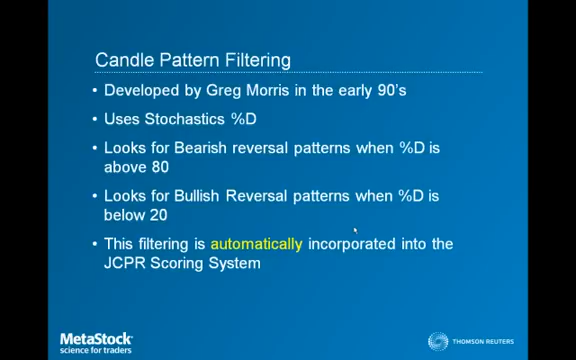 Candle Pattern Filtering
• Developed by Greg Morris in the early 90's
• Uses Stochastics %D
• Looks for Bearish reversal patterns when %D is
above 80
• Looks for Bullish Reversal patterns when %D is
below 20
• This filtering is automatically incorporated into the
JCPR Scoring System
MetaStock
science for traders
THOMSON REUTERS